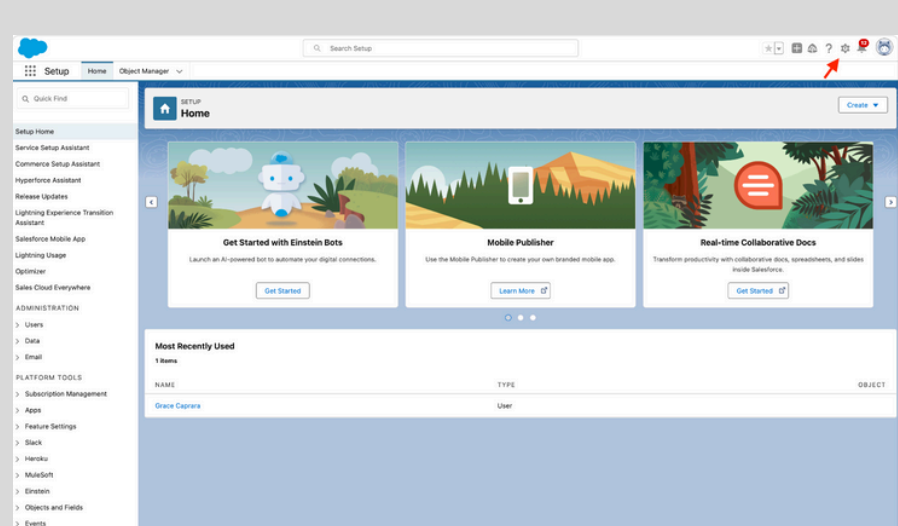 Search Setup
12
Setup
Home
Object Manager
Quick Find
SETUP
Home
Create
Setup Home
Service Setup Assistant
Commerce Setup Assistant
Hyperforce Assistant
Release Updates
Lightning Experience Transition
Assistant
Salesforce Mobile App
Lightning Usage
Optimizer
Sales Cloud Everywhere
ADMINISTRATION
Users
Data
Email
PLATFORM TOOLS
Subscription Management
Apps
Feature Settings
Slack
Heroku
MuleSoft
Einstein
Objects and Fields
Events
Get Started with Einstein Bots
Launch an AI-powered bot to automate your digital connections.
Get Started
Mobile Publisher
Use the Mobile Publisher to create your own branded mobile app.
Learn More
Real-time Collaborative Docs
Transform productivity with collaborative docs, spreadsheets, and slides
inside Salesforce.
Get Started
Most Recently Used
1 items
NAME TYPE OBJECT
Grace Caprara User